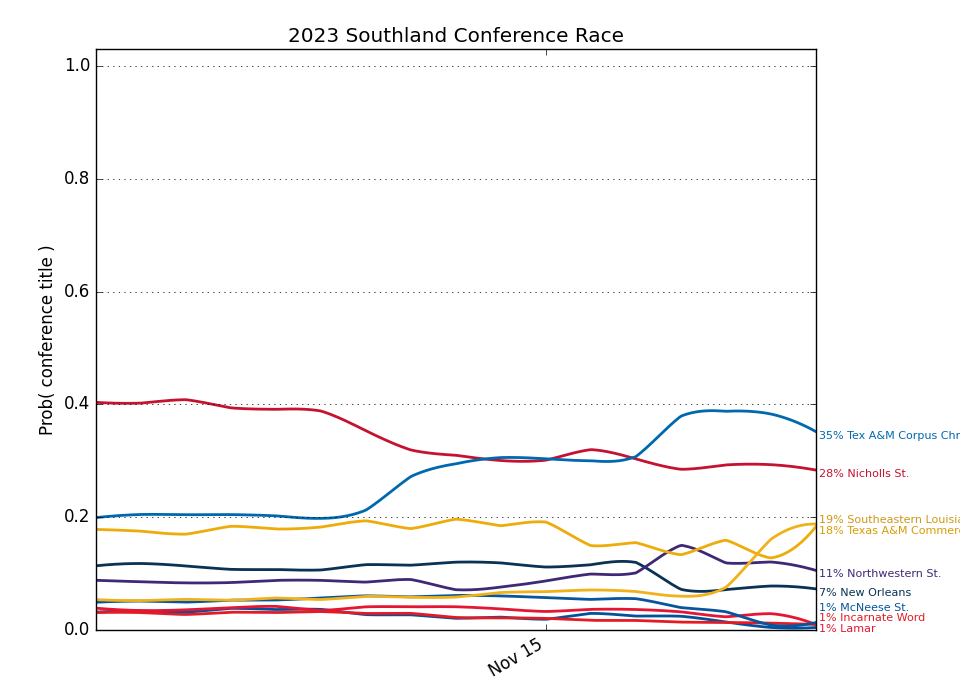 2023 Southland Conference Race
1.0
0.8
0.6
0.4
0.2
0.0
Prob( conference title )
Nov 15
35% Tex A&M Corpus Chr
28% Nicholls St.
19% Southeastern Louisia
18% Texas A&M Commerc
11% Northwestern St.
7% New Orleans
1% McNeese St.
1% Incarnate Word
1% Lamar